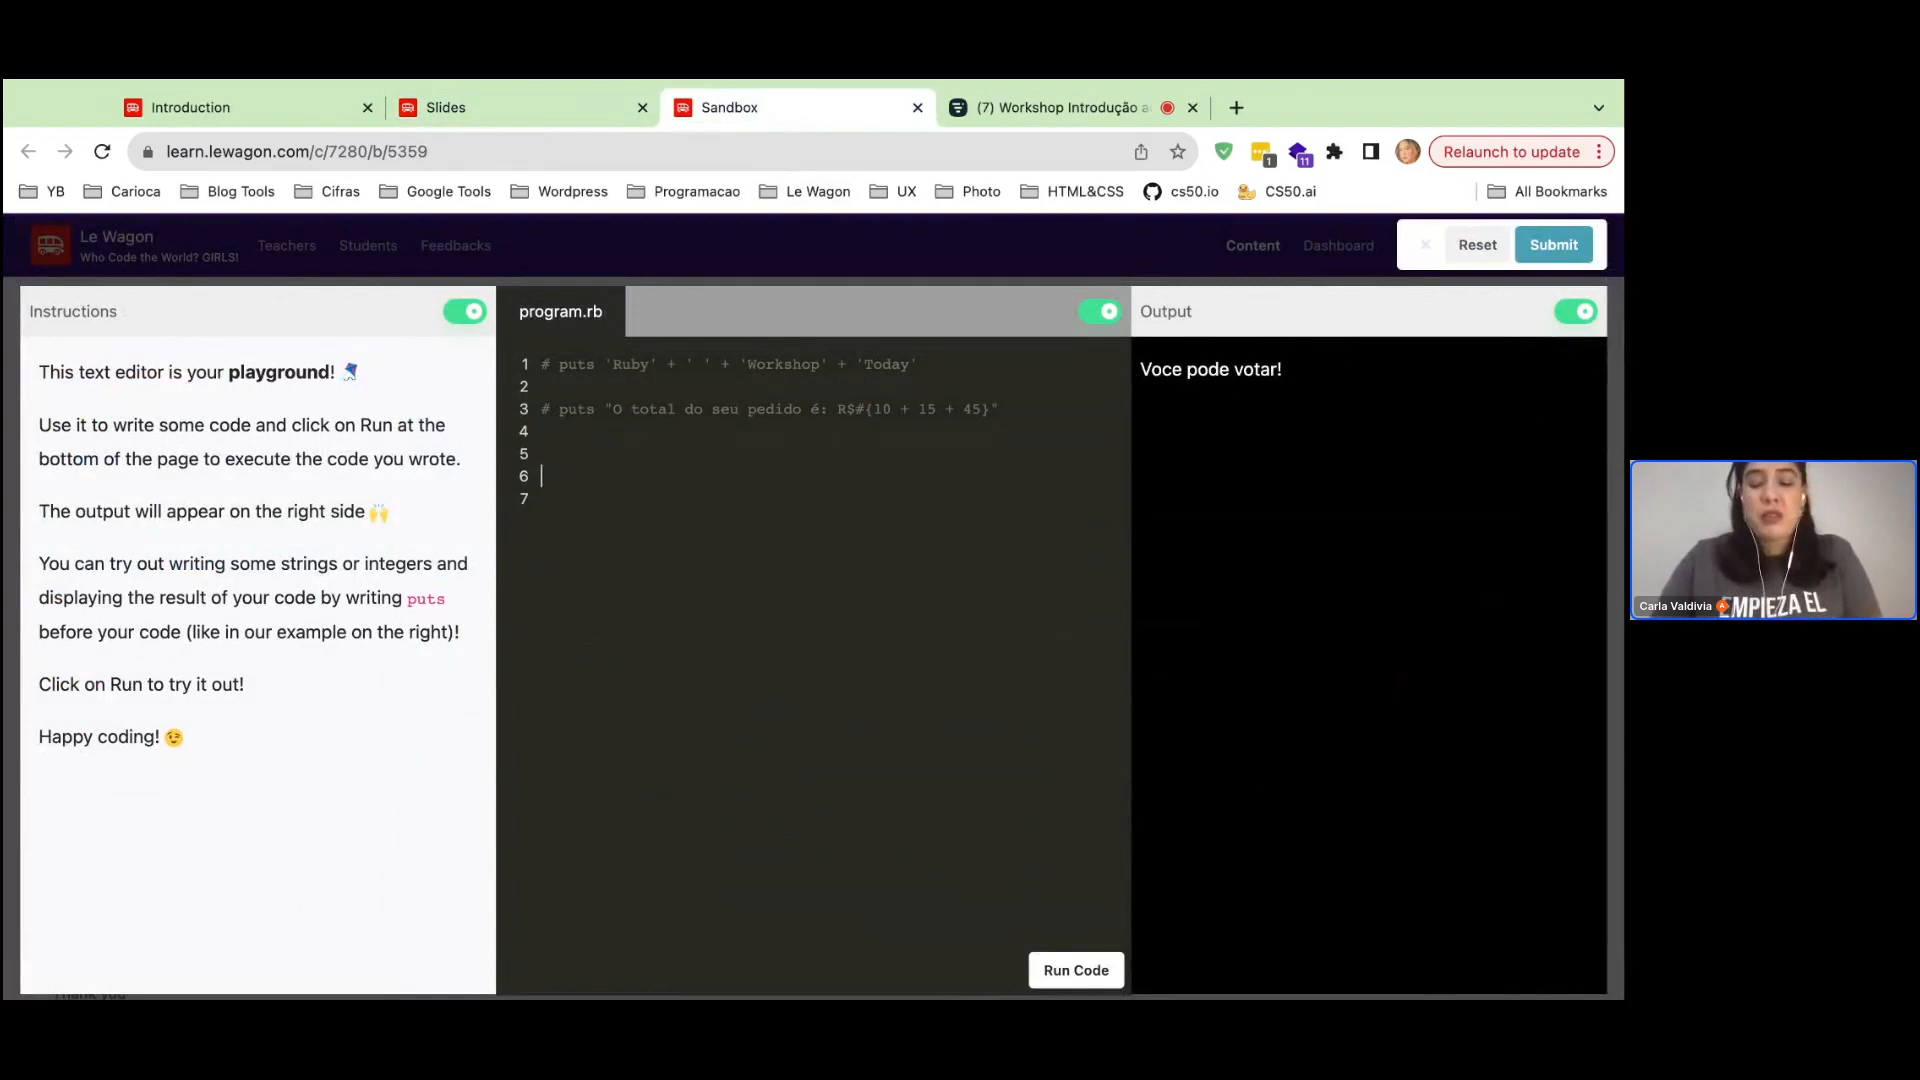 Introduction
Slides
Sandbox
(7) Workshop Introdução a
learn.lewagon.com/c/7280/b/5359
1
11
Relaunch to update
YB
Carioca
Blog Tools
Cifras
Google Tools
Wordpress
Programacao
Le Wagon
UX
Photo
HTML&CSS
cs50.io
CS50.ai
All Bookmarks
Le Wagon
Who Code the World? GIRLS!
Teachers
Students
Feedbacks
Content
Dashboard
Reset
Submit
Instructions
program.rb
Output
This text editor is your playground! 🪁
Use it to write some code and click on Run at the
bottom of the page to execute the code you wrote.
The output will appear on the right side 🙌
You can try out writing some strings or integers and
displaying the result of your code by writing puts
before your code (like in our example on the right)!
Click on Run to try it out!
Happy coding! 😉
Thank you
1 # puts 'Ruby' + ' ' + 'Workshop' + 'Today'
2
3 # puts "O total do seu pedido é: R$#{10 + 15 + 45}"
4
5
6
7
Run Code
Voce pode votar!
EMPIEZA EL
Carla Valdivia